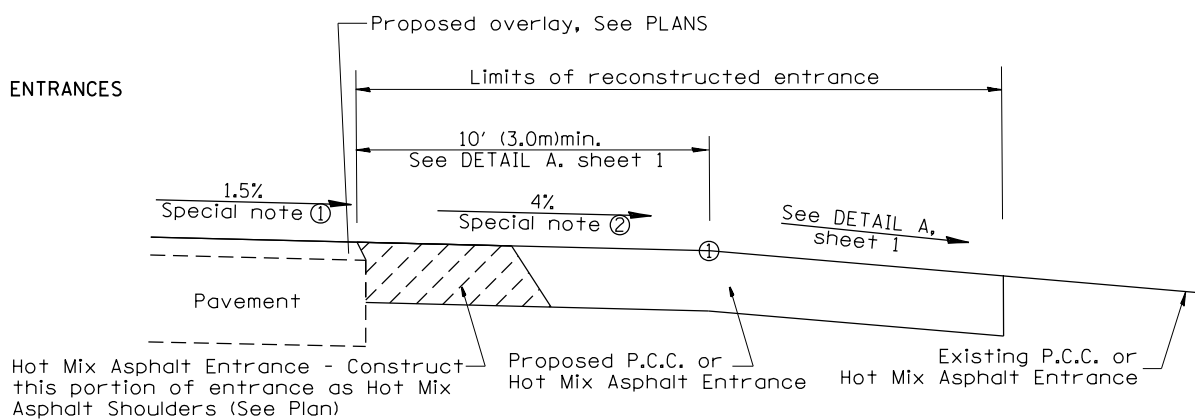 Proposed overlay, See PLANS
ENTRANCES
Limits of reconstructed entrance
10' (3.0m)min.
See DETAIL A. sheet 1
1.5%
Special note ①
4%
Special note ②
See DETAIL A,
sheet 1
①
Pavement
Hot Mix Asphalt Entrance - Construct
this portion of entrance as Hot Mix
Asphalt Shoulders (See Plan)
Proposed P.C.C. or
Hot Mix Asphalt Entrance
Existing P.C.C. or
Hot Mix Asphalt Entrance